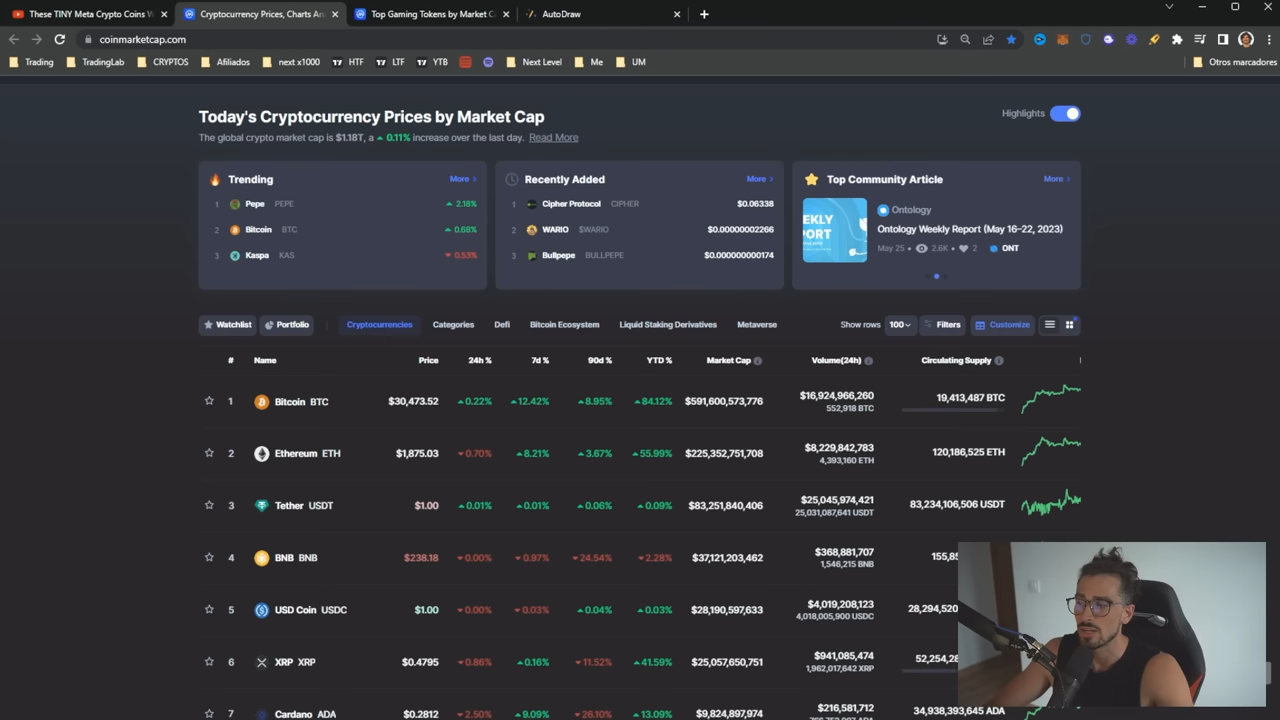 These TINY Meta Crypto Coins W
Cryptocurrency Prices, Charts An
Top Gaming Tokens by Market C
AutoDraw
coinmarketcap.com
Trading TradingLab CRYPTOS Afiliados next x1000 HTF LTF YTB Next Level Me UM Otros marcadores
Today's Cryptocurrency Prices by Market Cap
Highlights
The global crypto market cap is $1.18T, a 0.11% increase over the last day. Read More
Trending More
1 Pepe PEPE 2.18%
2 Bitcoin BTC 0.68%
3 Kaspa KAS 0.53%
Recently Added More
1 Cipher Protocol CIPHER $0.06338
2 WARIO $WARIO $0.00000002266
3 Bullpepe BULLPEPE $0.000000000174
Top Community Article More
EKLY
PORT
Ontology
Ontology Weekly Report (May 16–22, 2023)
May 25 • 2.6K • 2 ONT
Watchlist Portfolio Cryptocurrencies Categories Defi Bitcoin Ecosystem Liquid Staking Derivatives Metaverse Show rows 100 Filters Customize
# Name Price 24h % 7d % 90d % YTD % Market Cap Volume(24h) Circulating Supply
1 Bitcoin BTC $30,473.52 0.22% 12.42% 8.95% 84.12% $591,600,573,776 $16,924,966,260 19,413,487 BTC
552,918 BTC
2 Ethereum ETH $1,875.03 0.70% 8.21% 3.67% 55.99% $225,352,751,708 $8,229,842,783 120,186,525 ETH
4,393,160 ETH
3 Tether USDT $1.00 0.01% 0.01% 0.06% 0.09% $83,251,840,406 $25,045,974,421 83,234,106,506 USDT
25,031,087,641 USDT
4 BNB BNB $238.18 0.00% 0.97% 24.54% 2.28% $37,121,203,462 $368,881,707 155,85
1,546,215 BNB
5 USD Coin USDC $1.00 0.00% 0.03% 0.04% 0.03% $28,190,597,633 $4,019,208,123 28,294,520
4,018,005,900 USDC
6 XRP XRP $0.4795 0.86% 0.16% 11.52% 41.59% $25,057,650,751 $941,085,474 52,254,28
1,962,017,642 XRP
7 Cardano ADA $0.2812 2.50% 9.09% 26.10% 13.09% $9,824,897,974 $216,581,712 34,938,393,645 ADA